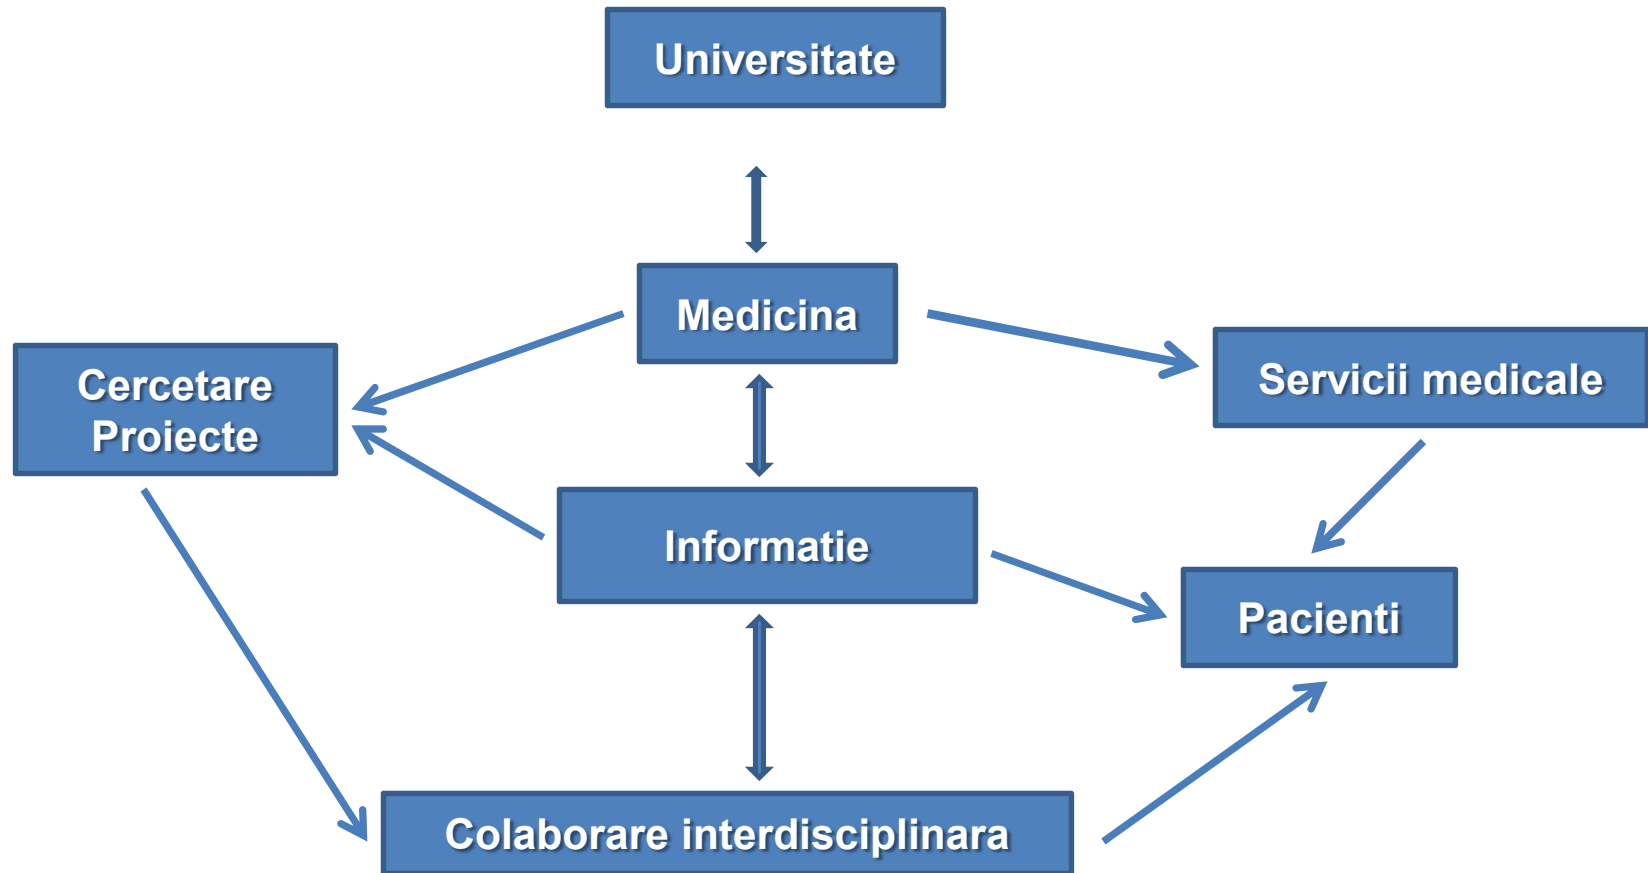 Universitate
Medicina
Servicii medicale
Cercetare
Proiecte
Informatie
Pacienti
Colaborare interdisciplinara